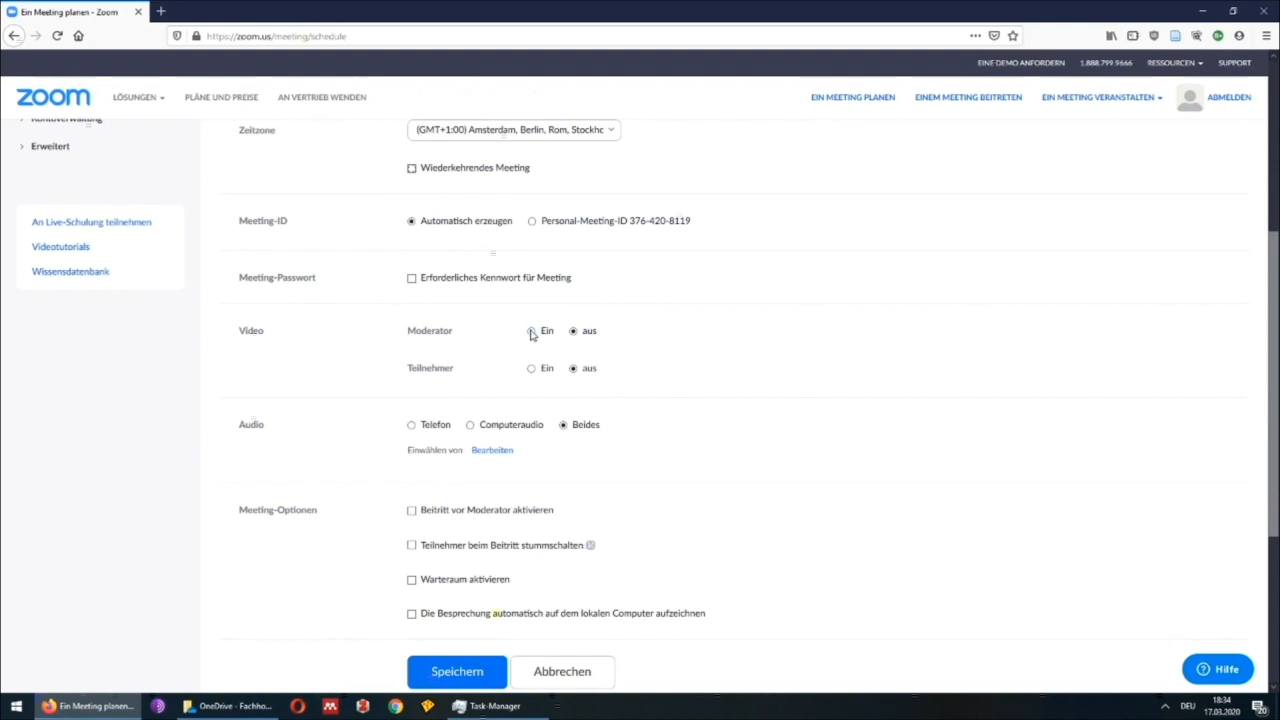 Ein Meeting planen - Zoom
https://zoom.us/meeting/schedule
EINE DEMO ANFORDERN 1.888.799.9666 RESSOURCEN SUPPORT
zoom LÖSUNGEN PLÄNE UND PREISE AN VERTRIEB WENDEN EIN MEETING PLANEN EINEM MEETING BEITRETEN EIN MEETING VERANSTALTEN ABMELDEN
Kontoverwaltung
Erweitert
An Live-Schulung teilnehmen
Videotutorials
Wissensdatenbank
Zeitzone (GMT+1:00) Amsterdam, Berlin, Rom, Stockhc
Wiederkehrendes Meeting
Meeting-ID Automatisch erzeugen Personal-Meeting-ID 376-420-8119
Meeting-Passwort Erforderliches Kennwort für Meeting
Video Moderator Ein aus
Teilnehmer Ein aus
Audio Telefon Computeraudio Beides
Einwählen von Bearbeiten
Meeting-Optionen Beitritt vor Moderator aktivieren
Teilnehmer beim Beitritt stummschalten
Warteraum aktivieren
Die Besprechung automatisch auf dem lokalen Computer aufzeichnen
Speichern Abbrechen
Hilfe
Ein Meeting planen... OneDrive - Fachho... Task-Manager DEU 18:34
17.03.2020 20